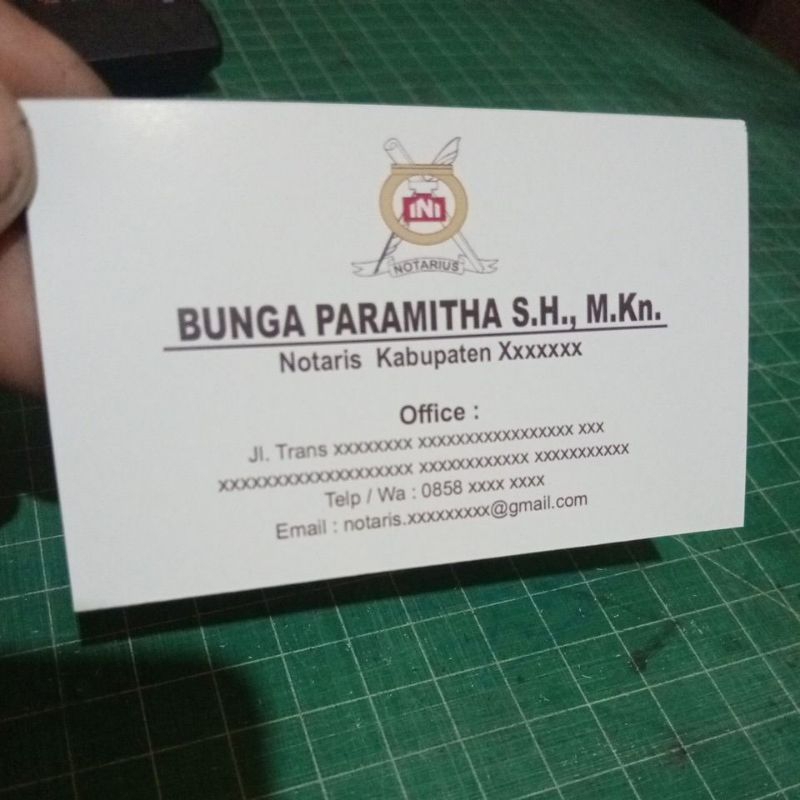 INI
NOTARIUS
BUNGA PARAMITHA S.H., M.Kn.
Notaris Kabupaten Xxxxxxx
Office :
Jl. Trans xxxxxxxx xxxxxxxxxxxxxxxxx xxx
xxxxxxxxxxxxxxxxxxxx xxxxxxxxxxxx xxxxxxxxxxx
Telp / Wa : 0858 xxxx xxxx
Email : notaris.xxxxxxxxx@gmail.com